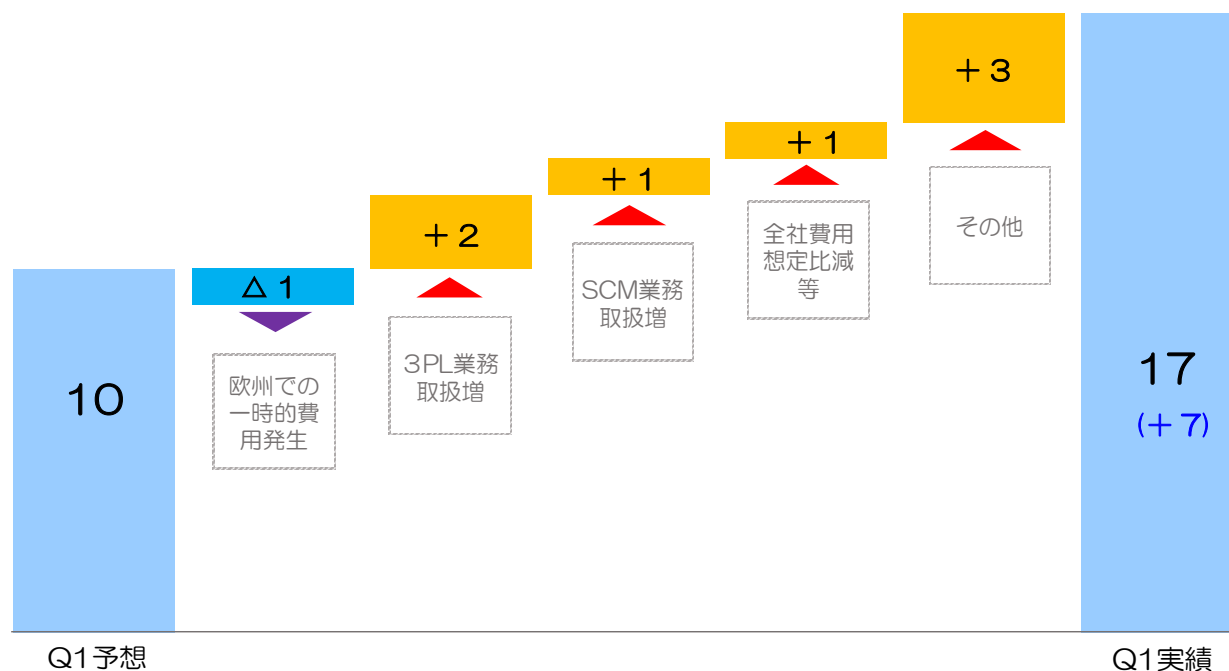 10
Q1予想
△1
欧州での
一時的費
用発生
+2
3PL業務
取扱増
+1
SCM業務
取扱増
+1
全社費用
想定比減
等
+3
その他
17
(+7)
Q1実績